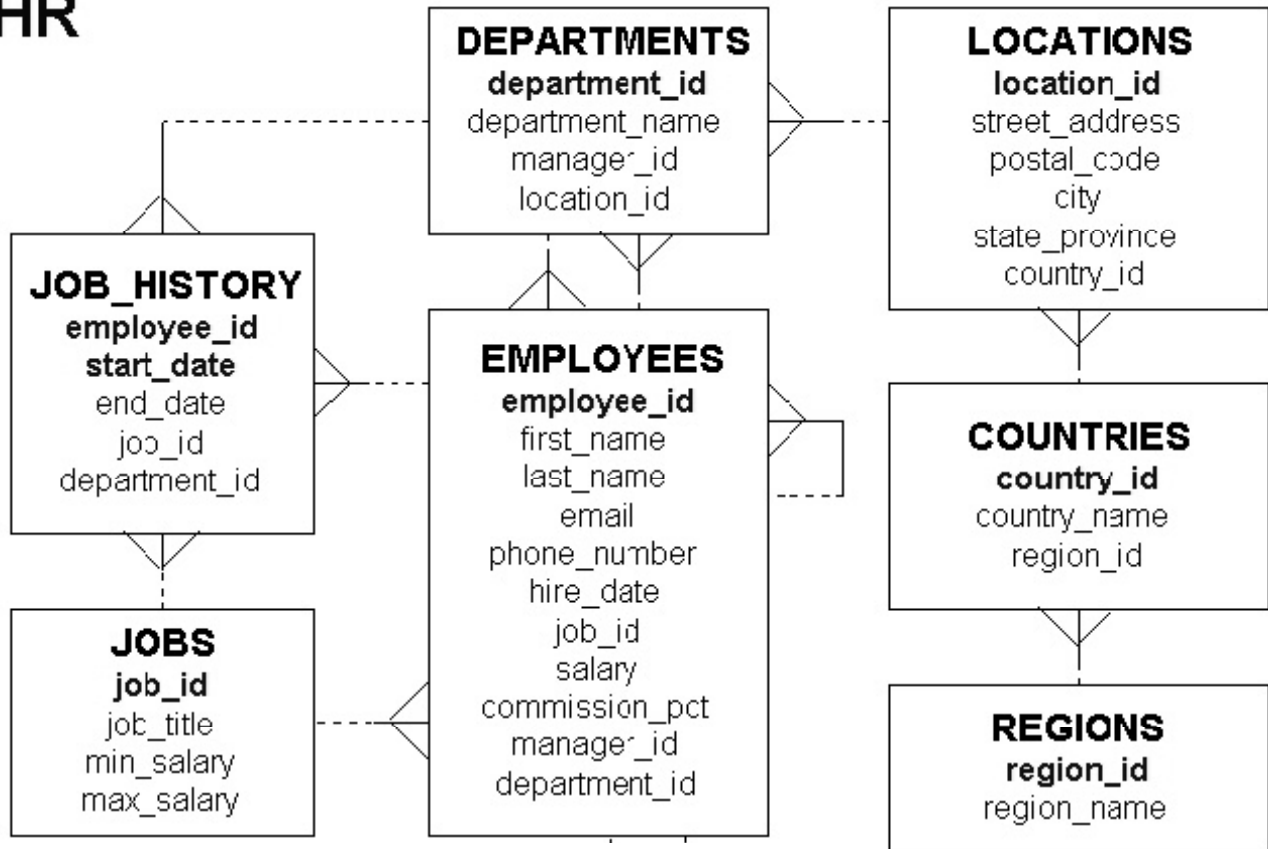 HR
DEPARTMENTS
department_id
department_name
manager_id
location_id
LOCATIONS
location_id
street_address
postal_code
city
state_province
country_id
JOB_HISTORY
employee_id
start_date
end_date
job_id
department_id
EMPLOYEES
employee_id
first_name
last_name
email
phone_number
hire_date
job_id
salary
commission_pct
manager_id
department_id
COUNTRIES
country_id
country_name
region_id
JOBS
job_id
job_title
min_salary
max_salary
REGIONS
region_id
region_name